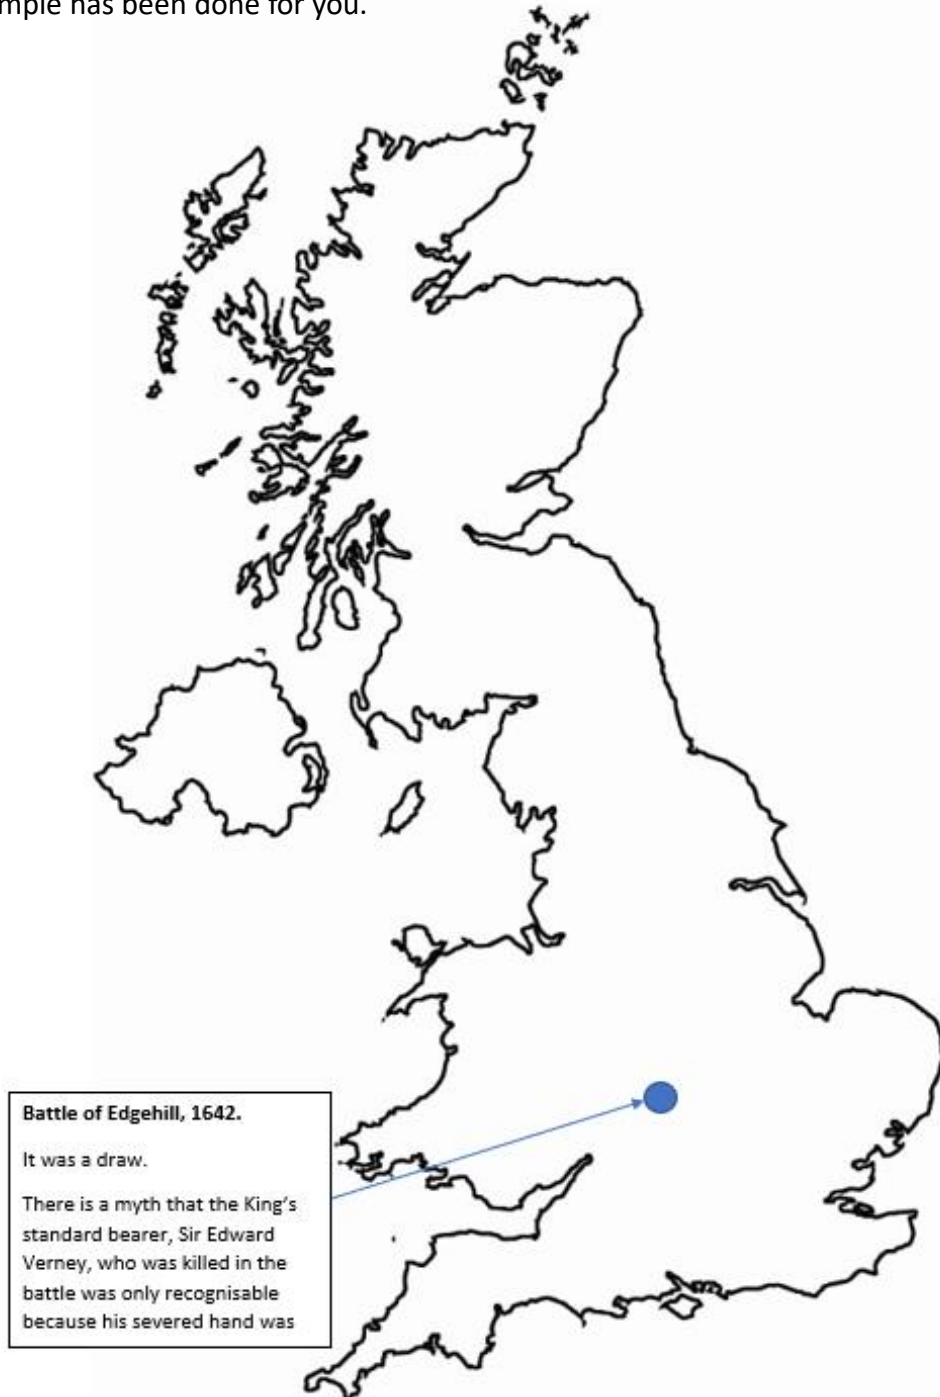 mple has been done for you.
Battle of Edgehill, 1642.
It was a draw.
There is a myth that the King's
standard bearer, Sir Edward
Verney, who was killed in the
battle was only recognisable
because his severed hand was